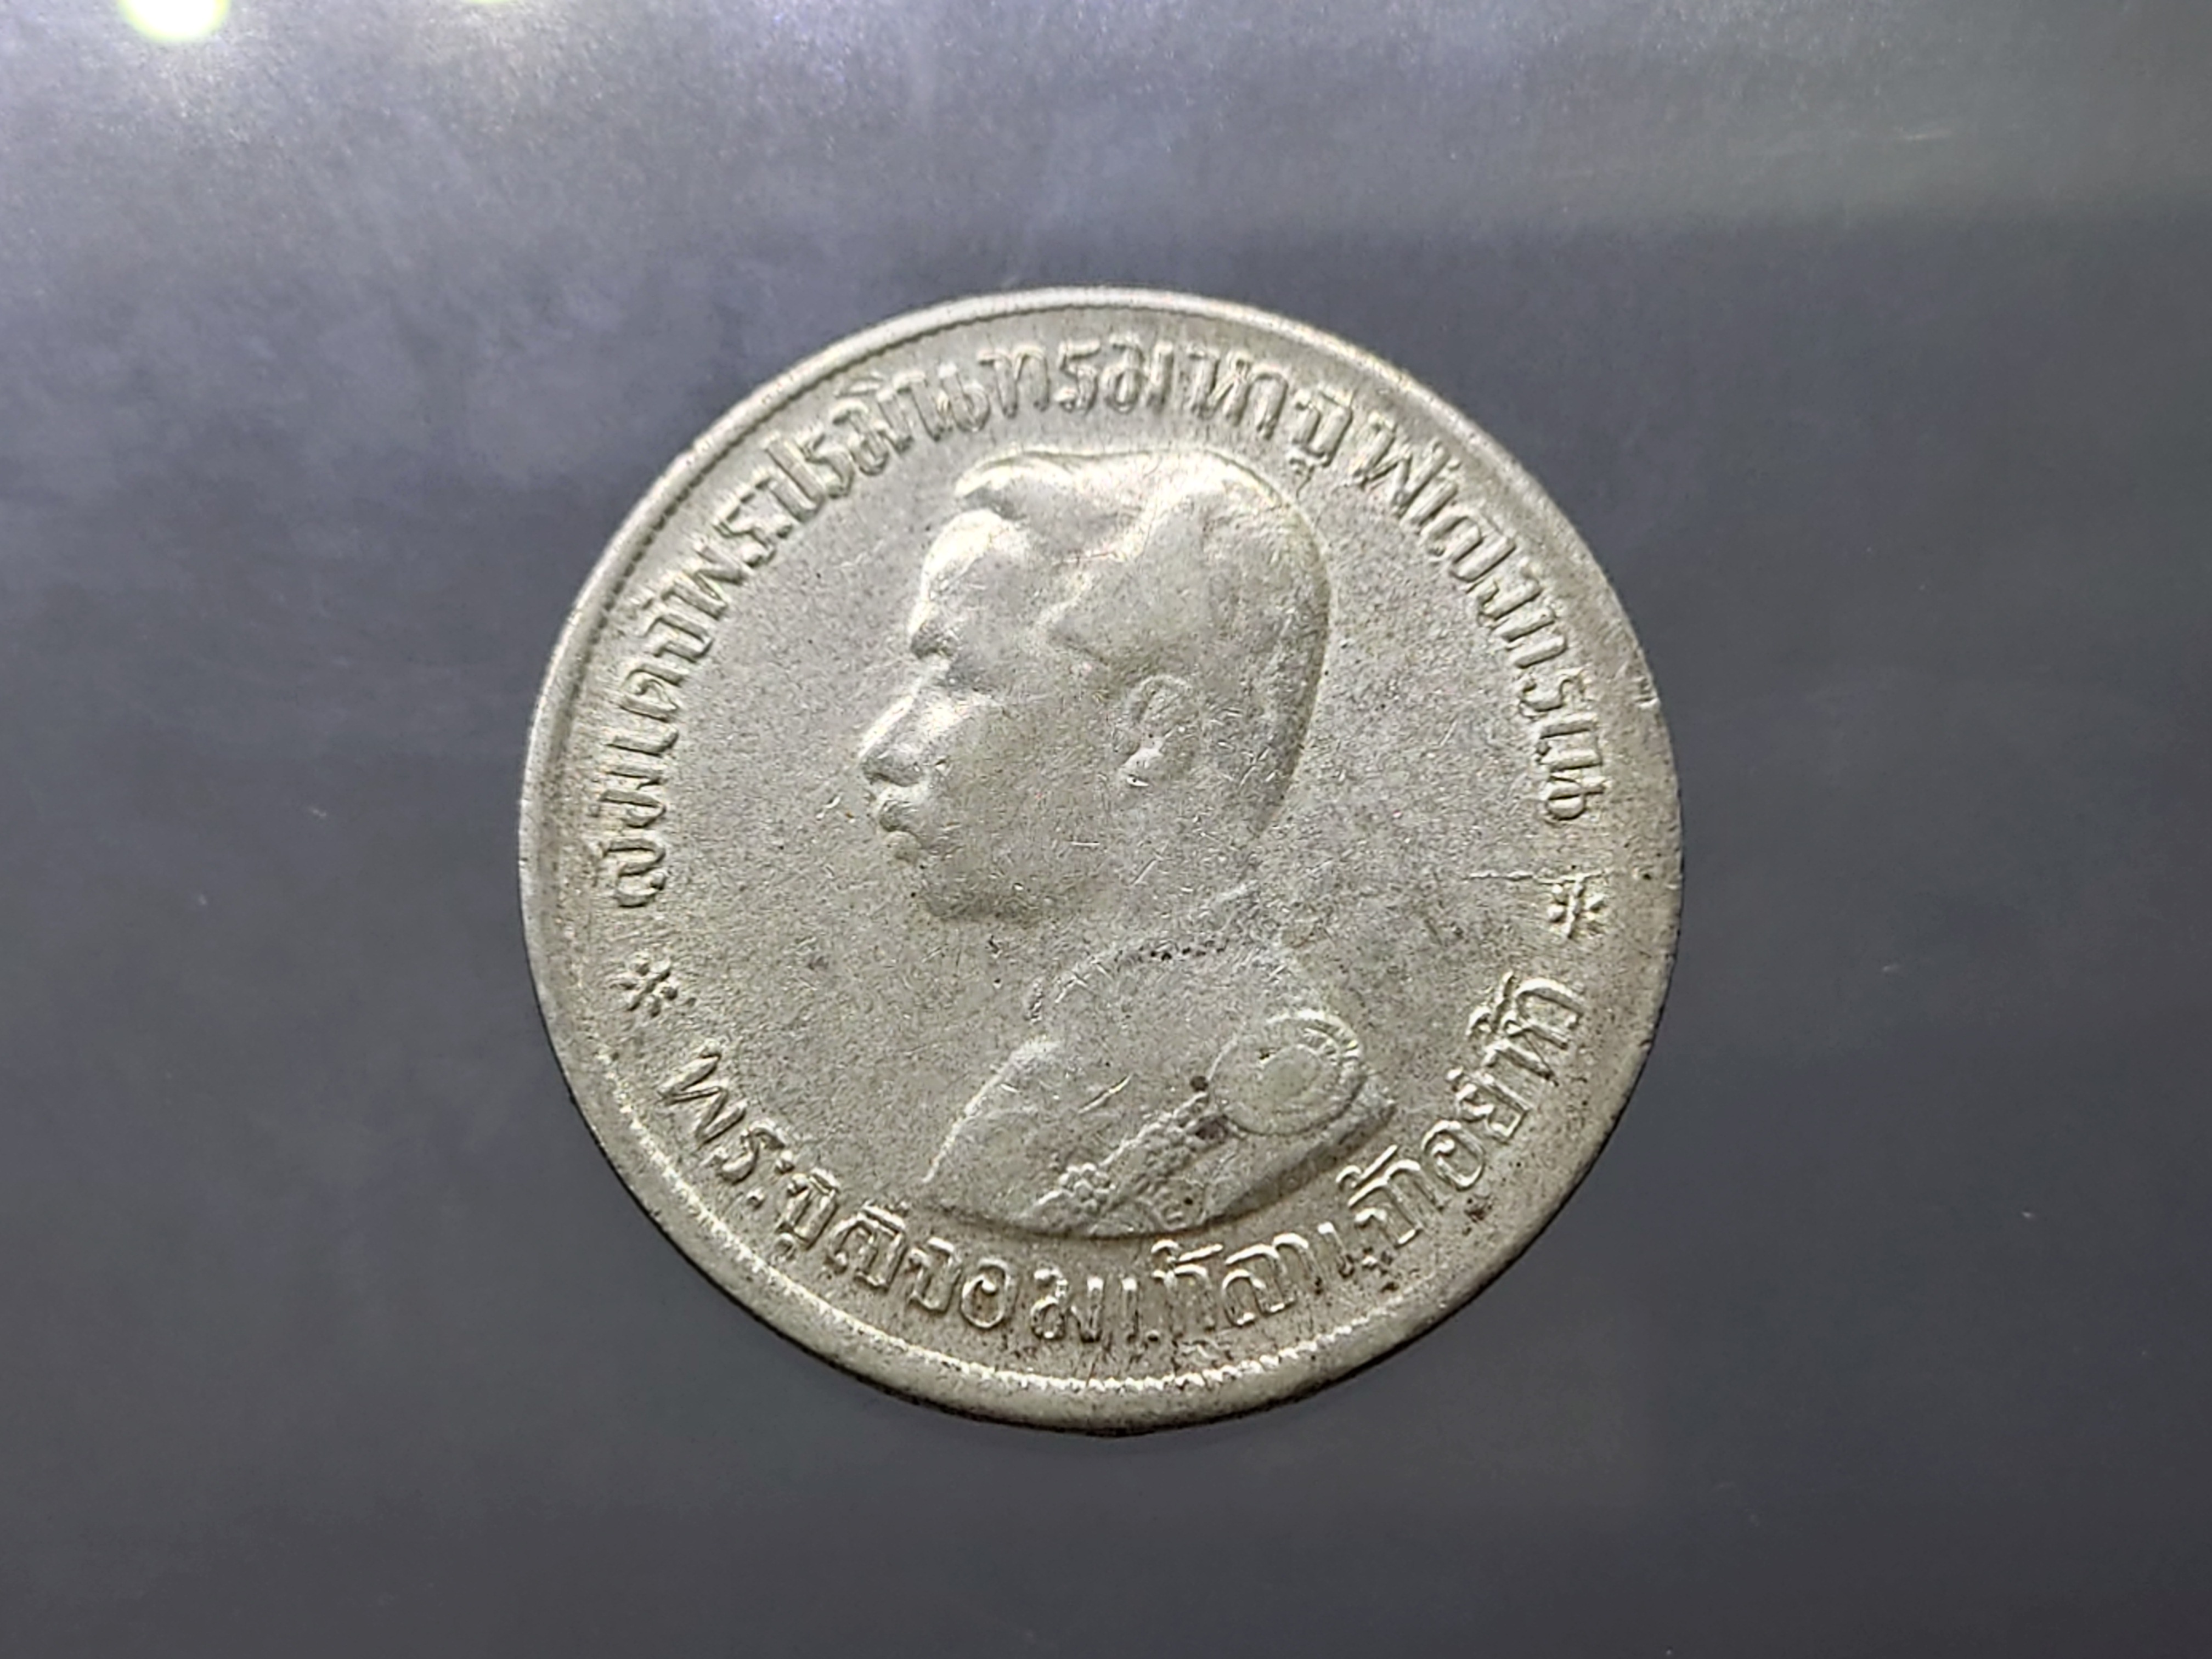 สมเดจพระปรมินทรมหาจุฬาลงกรณ์
พระจุลจอมเกล้าเจ้าอยู่หัว